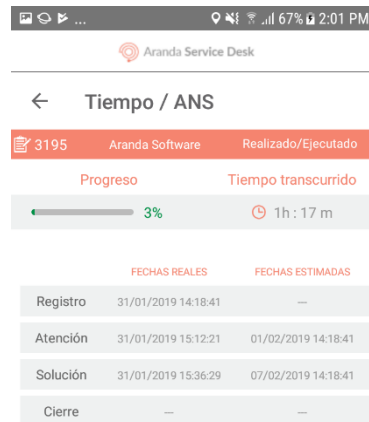 ... 67% 2:01 PM
Aranda Service Desk
Tiempo / ANS
3195 Aranda Software Realizado/Ejecutado
Progreso Tiempo transcurrido
3% 1h : 17 m
FECHAS REALES FECHAS ESTIMADAS
Registro 31/01/2019 14:18:41 —
Atención 31/01/2019 15:12:21 01/02/2019 14:18:41
Solución 31/01/2019 15:36:29 07/02/2019 14:18:41
Cierre — —